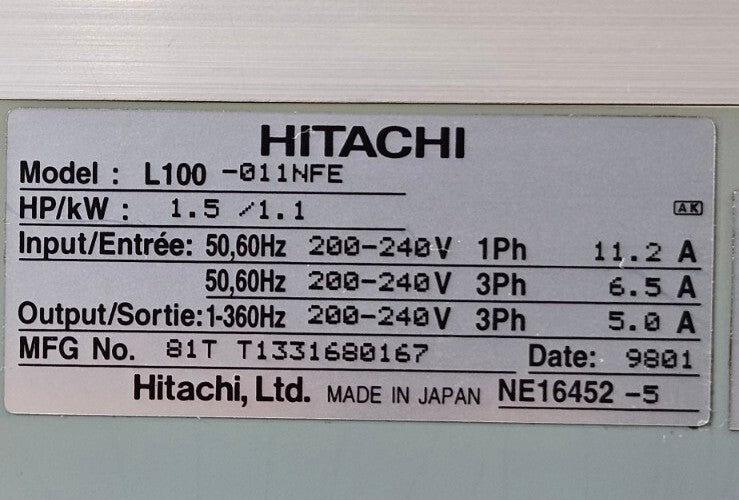 HITACHI
Model : L100 -011NFE
HP/kW : 1.5 /1.1
AK
Input/Entrée: 50,60Hz 200-240V 1Ph 11.2 A
50,60Hz 200-240V 3Ph 6.5 A
Output/Sortie:1-360Hz 200-240V 3Ph 5.0 A
MFG No. 81T T1331680167 Date: 9801
Hitachi, Ltd. MADE IN JAPAN NE16452 -5